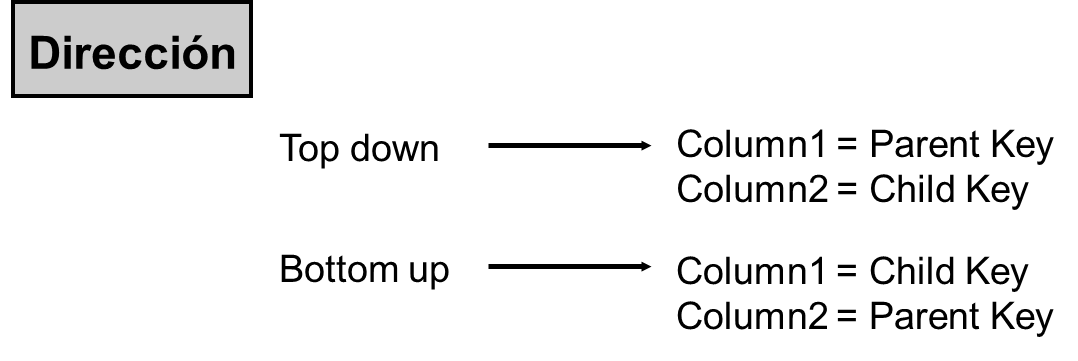 Dirección
Top down
Column1 = Parent Key
Column2 = Child Key
Bottom up
Column1 = Child Key
Column2 = Parent Key